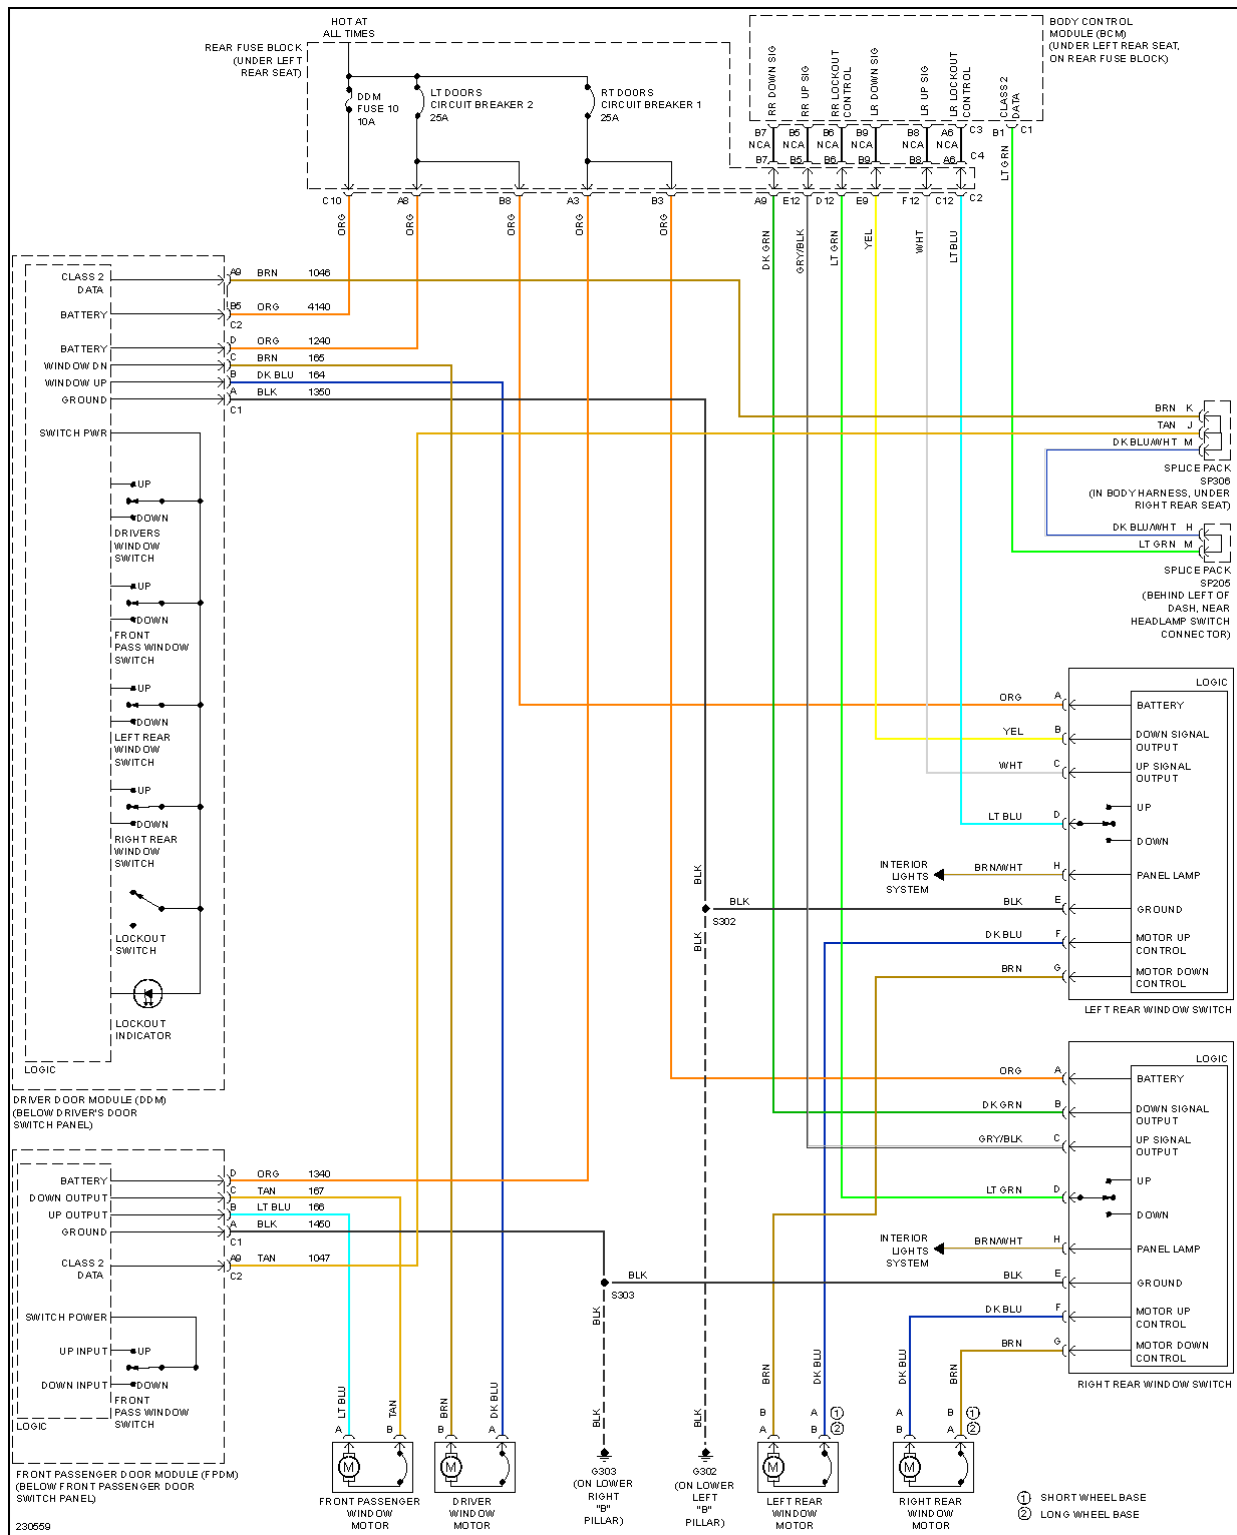 HOT AT
ALL TIMES
REAR FUSE BLOCK
(UNDER LEFT
REAR SEAT)
DDM
FUSE 10
10A
LT DOORS
CIRCUIT BREAKER 2
25A
RT DOORS
CIRCUIT BREAKER 1
25A
BODY CONTROL
MODULE (BCM)
(UNDER LEFT REAR SEAT,
ON REAR FUSE BLOCK)
RR DOWN SIG
RR UP SIG
RR LOCKOUT
CONTROL
LR DOWN SIG
LR UP SIG
LR LOCKOUT
CONTROL
CLASS 2
DATA
B7 B5 B6 B9 B8 A6 C3 B1 C1
NCA NCA NCA NCA NCA NCA
B7 B5 B6 B9 B8 A6 C4
LT GRN
C10 A8 B8 A3 B3 A9 E12 D12 E9 F12 C12 C2
ORG ORG ORG ORG ORG DK GRN GRY/BLK LT GRN YEL WHT LT BLU
CLASS 2
DATA
A9 BRN 1046
BATTERY
B5 ORG 4140
C2
BATTERY D ORG 1240
WINDOW DN C BRN 165
WINDOW UP B DK BLU 164
GROUND A BLK 1350
C1
SWITCH PWR
UP
DOWN
DRIVERS
WINDOW
SWITCH
UP
DOWN
FRONT
PASS WINDOW
SWITCH
UP
DOWN
LEFT REAR
WINDOW
SWITCH
UP
DOWN
RIGHT REAR
WINDOW
SWITCH
LOCKOUT
SWITCH
LOCKOUT
INDICATOR
LOGIC
DRIVER DOOR MODULE (DDM)
(BELOW DRIVER'S DOOR
SWITCH PANEL)
BRN K
TAN J
DK BLU/WHT M
SPLICE PACK
SP306
(IN BODY HARNESS, UNDER
RIGHT REAR SEAT)
DK BLU/WHT H
LT GRN M
SPLICE PACK
SP205
(BEHIND LEFT OF
DASH, NEAR
HEADLAMP SWITCH
CONNECTOR)
LOGIC
ORG A BATTERY
YEL B DOWN SIGNAL
OUTPUT
WHT C UP SIGNAL
OUTPUT
UP
LT BLU D
DOWN
INTERIOR
LIGHTS
SYSTEM
BRN/WHT H PANEL LAMP
BLK
BLK BLK E GROUND
S302
BLK
DK BLU F MOTOR UP
CONTROL
BRN G MOTOR DOWN
CONTROL
LEFT REAR WINDOW SWITCH
LOGIC
ORG A BATTERY
DK GRN B DOWN SIGNAL
OUTPUT
GRY/BLK C UP SIGNAL
OUTPUT
UP
LT GRN D
DOWN
INTERIOR
LIGHTS
SYSTEM
BRN/WHT H PANEL LAMP
BLK BLK E GROUND
S303
BLK
DK BLU F MOTOR UP
CONTROL
BRN G MOTOR DOWN
CONTROL
RIGHT REAR WINDOW SWITCH
BATTERY D ORG 1340
DOWN OUTPUT C TAN 167
UP OUTPUT B LT BLU 166
GROUND A BLK 1450
C1
CLASS 2
DATA
A9 TAN 1047
C2
SWITCH POWER
UP INPUT UP
DOWN INPUT DOWN
FRONT
PASS WINDOW
SWITCH
LOGIC
FRONT PASSENGER DOOR MODULE (FPDM)
(BELOW FRONT PASSENGER DOOR
SWITCH PANEL)
LT BLU TAN BRN DK BLU BLK BLK BRN DK BLU DK BLU BRN
B A 1 A B 1
A B B A A B 2 B A 2
M M M M
FRONT PASSENGER
WINDOW
MOTOR
DRIVER
WINDOW
MOTOR
G303
(ON LOWER
RIGHT
"B"
PILLAR)
G302
(ON LOWER
LEFT
"B"
PILLAR)
LEFT REAR
WINDOW
MOTOR
RIGHT REAR
WINDOW
MOTOR
1 SHORT WHEEL BASE
2 LONG WHEEL BASE
230559